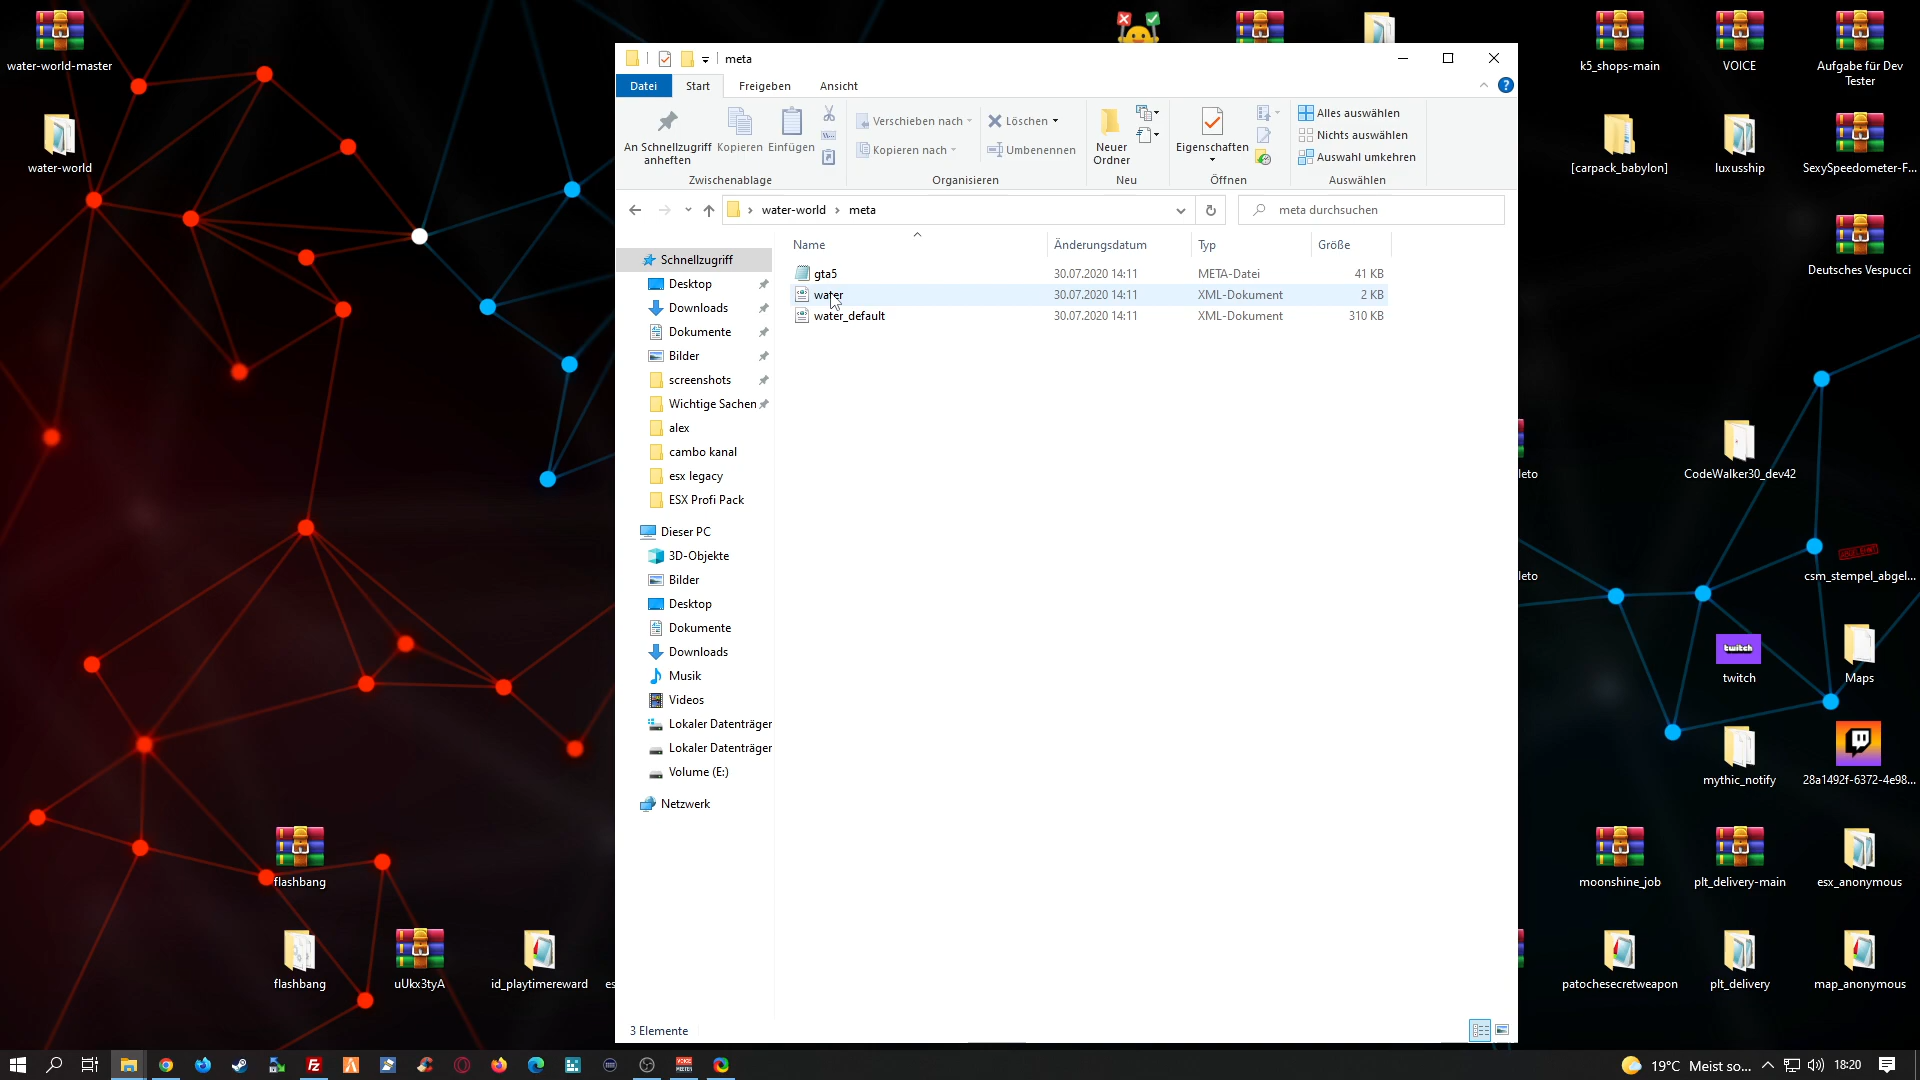 water-world-master
water-world
meta
Datei
Start
Freigeben
Ansicht
An Schnellzugriff
anheften
Kopieren
Einfügen
Zwischenablage
Verschieben nach
Kopieren nach
Löschen
Umbenennen
Organisieren
Neuer
Ordner
Neu
Eigenschaften
Öffnen
Alles auswählen
Nichts auswählen
Auswahl umkehren
Auswählen
water-world
meta
meta durchsuchen
Name
Änderungsdatum
Typ
Größe
gta5
30.07.2020 14:11
META-Datei
41 KB
water
30.07.2020 14:11
XML-Dokument
2 KB
water_default
30.07.2020 14:11
XML-Dokument
310 KB
Schnellzugriff
Desktop
Downloads
Dokumente
Bilder
screenshots
Wichtige Sachen
alex
cambo kanal
esx legacy
ESX Profi Pack
Dieser PC
3D-Objekte
Bilder
Desktop
Dokumente
Downloads
Musik
Videos
Lokaler Datenträger
Lokaler Datenträger
Volume (E:)
Netzwerk
3 Elemente
k5_shops-main
VOICE
Aufgabe für Dev
Tester
[carpack_babylon]
luxusship
SexySpeedometer-F...
Deutsches Vespucci
leto
CodeWalker30_dev42
leto
csm_stempel_abgel...
twitch
twitch
Maps
mythic_notify
28a1492f-6372-4e98...
moonshine_job
plt_delivery-main
esx_anonymous
patochesecretweapon
plt_delivery
map_anonymous
flashbang
flashbang
uUkx3tyA
id_playtimereward
es
19°C Meist so...
18:20